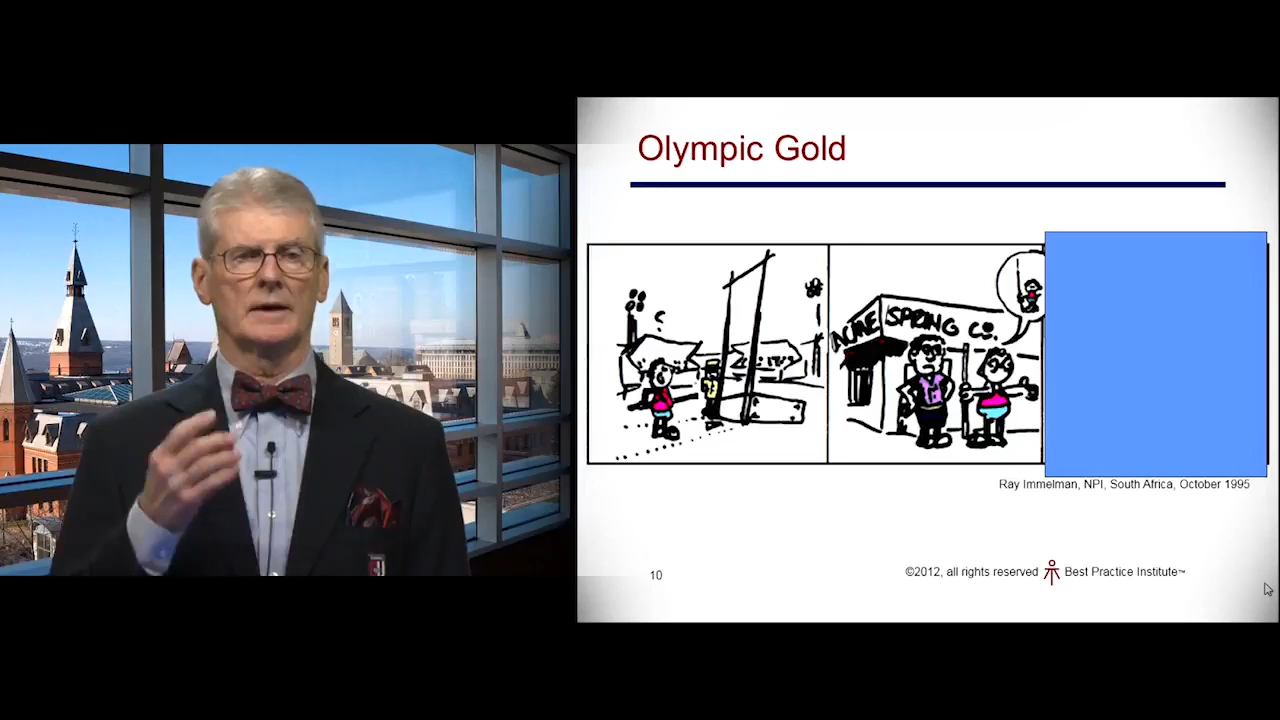 Olympic Gold
?
ACME SPRING CO.
Ray Immelman, NPI, South Africa, October 1995
10
©2012, all rights reserved Best Practice Institute™